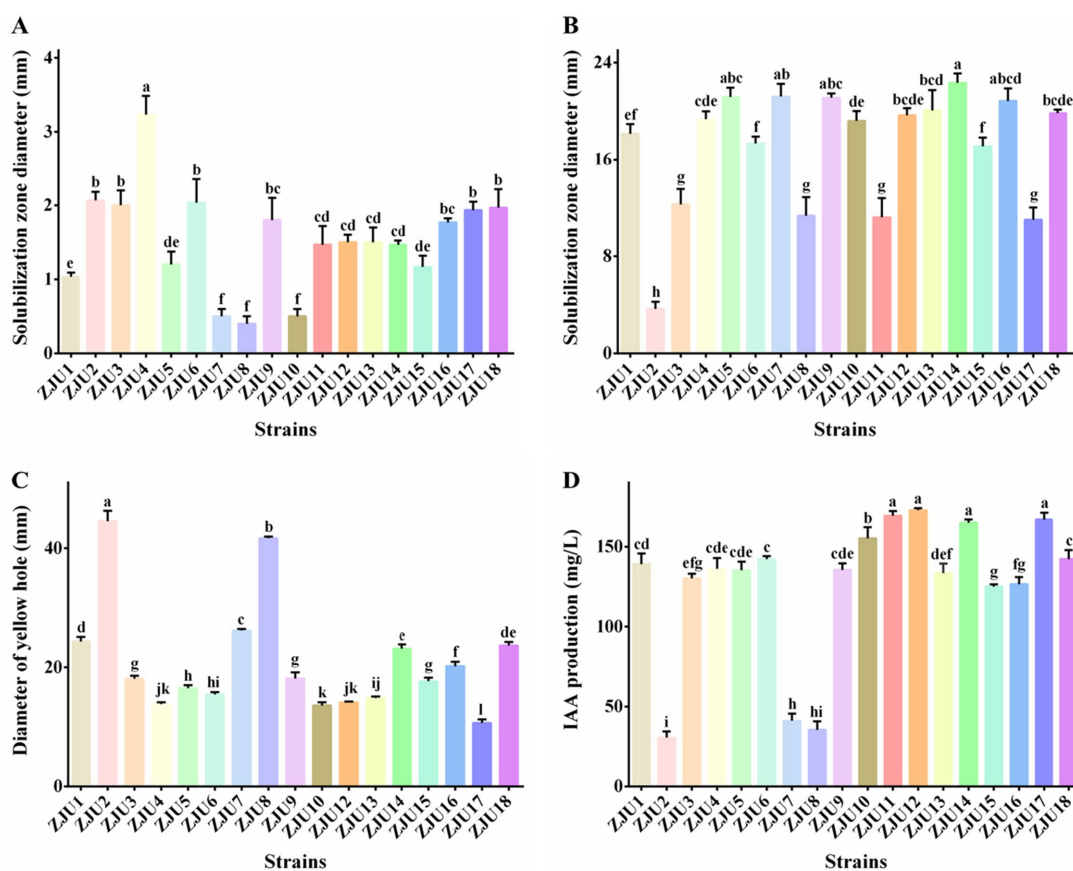 A
Solubilization zone diameter (mm)
4
3
2
1
0
e
b
b
a
de
b
f
f
bc
f
cd
cd
cd
cd
de
bc
b
b
ZJU1
ZJU2
ZJU3
ZJU4
ZJU5
ZJU6
ZJU7
ZJU8
ZJU9
ZJU10
ZJU11
ZJU12
ZJU13
ZJU14
ZJU15
ZJU16
ZJU17
ZJU18
Strains
B
Solubilization zone diameter (mm)
24
16
8
0
ef
h
g
cde
abc
f
ab
g
abc
de
g
bcde
bcd
a
f
abcd
g
bcde
ZJU1
ZJU2
ZJU3
ZJU4
ZJU5
ZJU6
ZJU7
ZJU8
ZJU9
ZJU10
ZJU11
ZJU12
ZJU13
ZJU14
ZJU15
ZJU16
ZJU17
ZJU18
Strains
C
Diameter of yellow hole (mm)
40
20
0
d
a
g
jk
h
hi
c
b
g
k
jk
ij
e
g
f
l
de
ZJU1
ZJU2
ZJU3
ZJU4
ZJU5
ZJU6
ZJU7
ZJU8
ZJU9
ZJU10
ZJU12
ZJU13
ZJU14
ZJU15
ZJU16
ZJU17
ZJU18
Strains
D
IAA production (mg/L)
150
100
50
0
cd
i
efg
cde
cde
c
h
hi
cde
b
a
a
def
a
g
fg
a
c
ZJU1
ZJU2
ZJU3
ZJU4
ZJU5
ZJU6
ZJU7
ZJU8
ZJU9
ZJU10
ZJU11
ZJU12
ZJU13
ZJU14
ZJU15
ZJU16
ZJU17
ZJU18
Strains